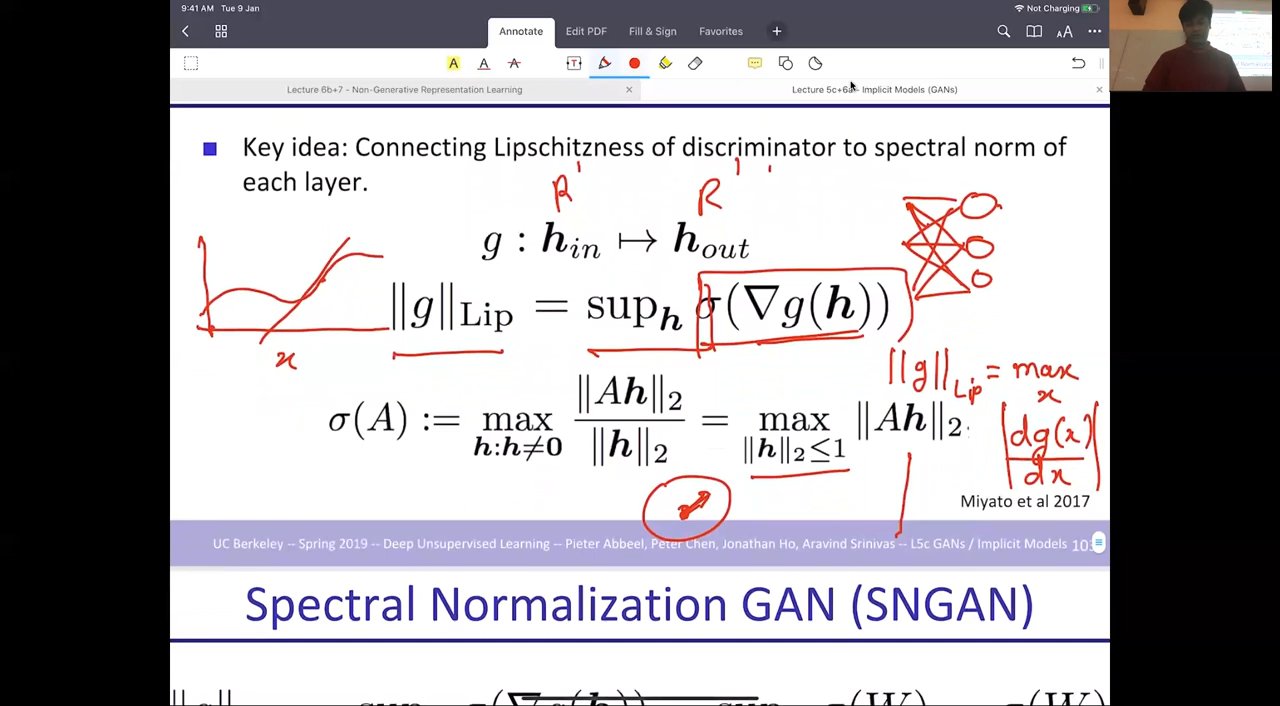 9:41 AM Tue 9 Jan
Not Charging
Annotate Edit PDF Fill & Sign Favorites
Lecture 6b+7 - Non-Generative Representation Learning
Lecture 5c+6a - Implicit Models (GANs)
Key idea: Connecting Lipschitzness of discriminator to spectral norm of
each layer.
R' R'
g : h_in ↦ h_out
‖g‖_Lip = sup_h σ(∇g(h))
x
‖g‖_Lip = max_x |dg(x)/dx|
σ(A) := max_{h:h≠0} ‖Ah‖_2 / ‖h‖_2 = max_{‖h‖_2≤1} ‖Ah‖_2
Miyato et al 2017
UC Berkeley -- Spring 2019 -- Deep Unsupervised Learning -- Pieter Abbeel, Peter Chen, Jonathan Ho, Aravind Srinivas -- L5c GANs / Implicit Models
Spectral Normalization GAN (SNGAN)